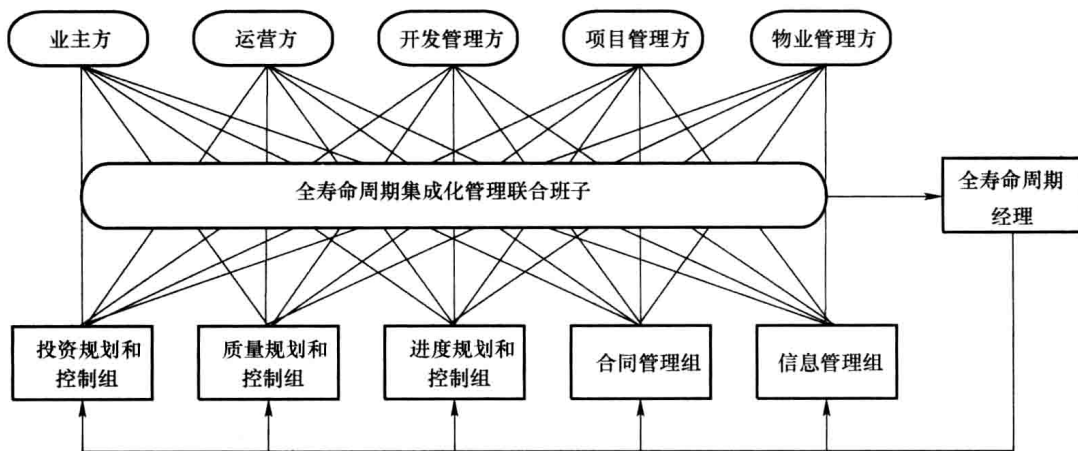 业主方
运营方
开发管理方
项目管理方
物业管理方
全寿命周期集成化管理联合班子
全寿命周期
经理
投资规划和
控制组
质量规划和
控制组
进度规划和
控制组
合同管理组
信息管理组